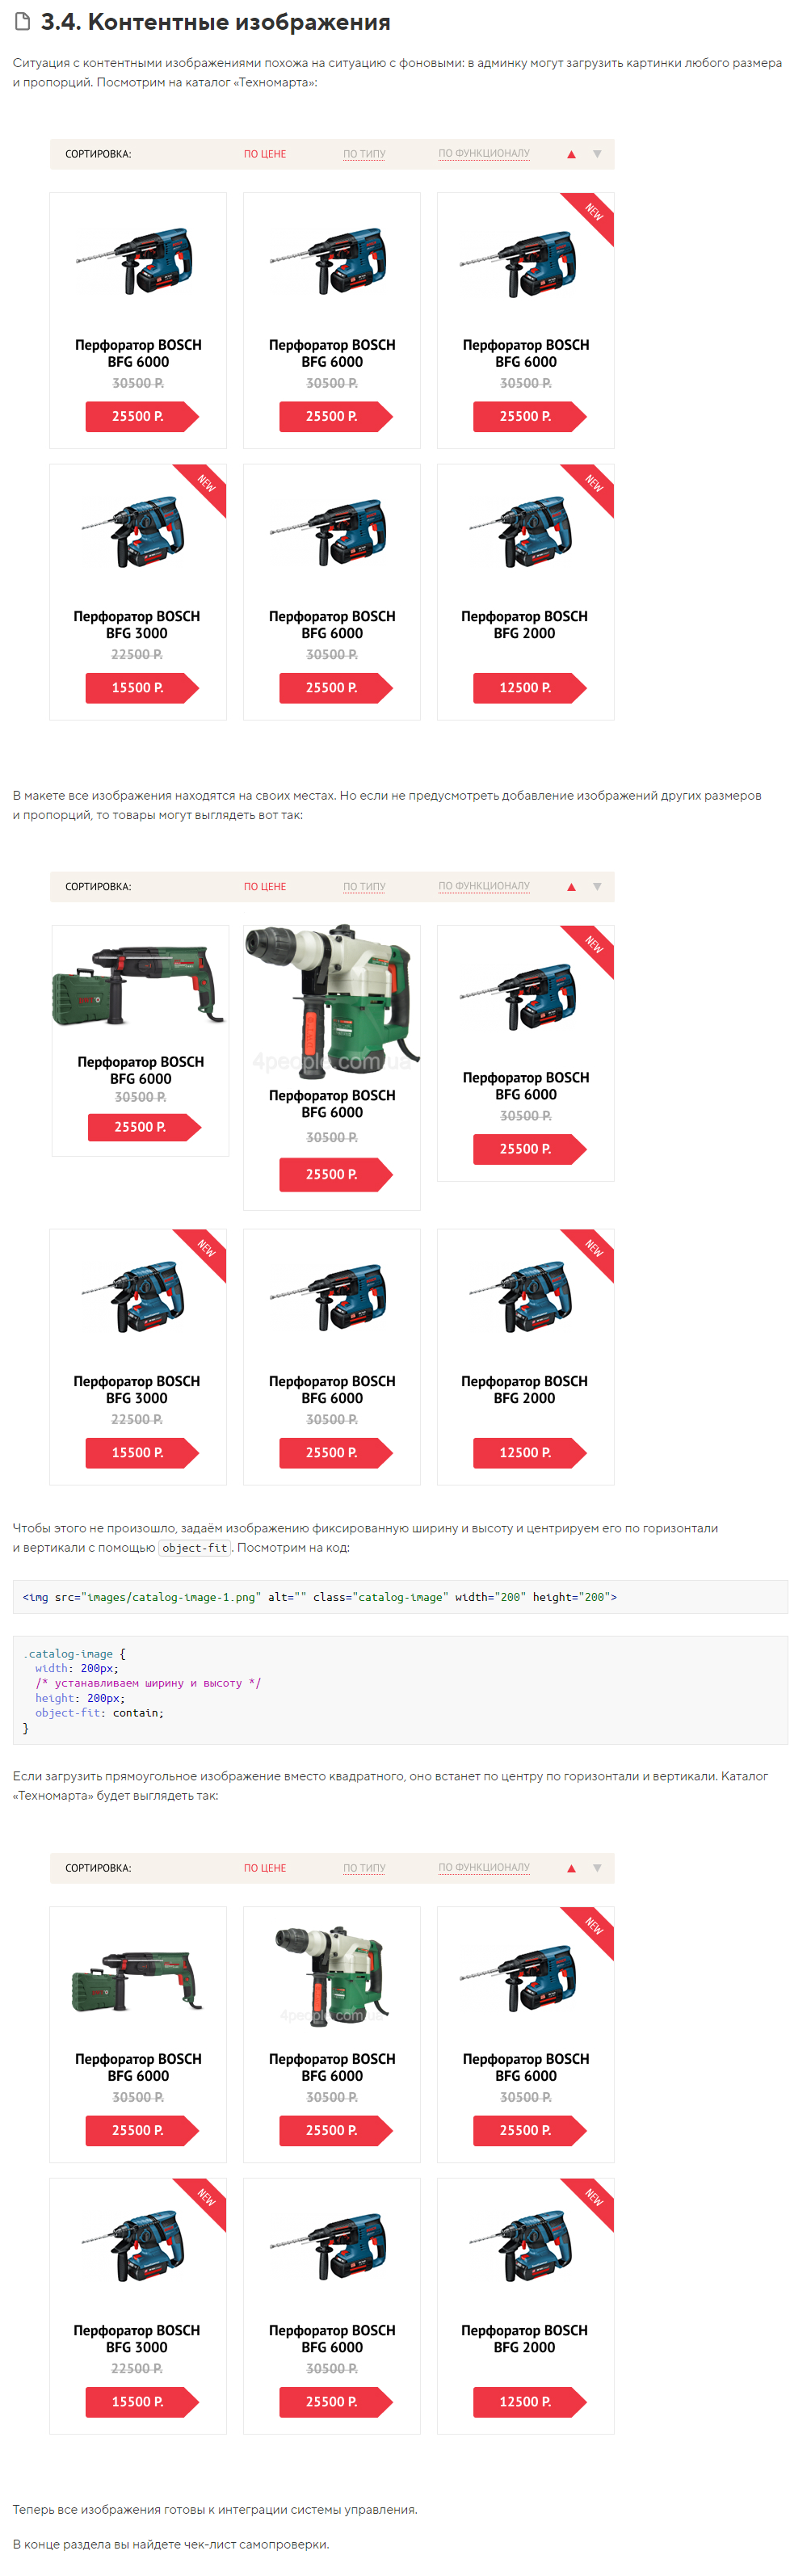 3.4. Контентные изображения
Ситуация с контентными изображениями похожа на ситуацию с фоновыми: в админку могут загрузить картинки любого размера
и пропорций. Посмотрим на каталог «Техномарта»:
СОРТИРОВКА: ПО ЦЕНЕ ПО ТИПУ ПО ФУНКЦИОНАЛУ
NEW
Перфоратор BOSCH
BFG 6000
30500 Р.
25500 Р.
Перфоратор BOSCH
BFG 6000
30500 Р.
25500 Р.
Перфоратор BOSCH
BFG 6000
30500 Р.
25500 Р.
NEW
Перфоратор BOSCH
BFG 3000
22500 Р.
15500 Р.
Перфоратор BOSCH
BFG 6000
30500 Р.
25500 Р.
NEW
Перфоратор BOSCH
BFG 2000
12500 Р.
В макете все изображения находятся на своих местах. Но если не предусмотреть добавление изображений других размеров
и пропорций, то товары могут выглядеть вот так:
СОРТИРОВКА: ПО ЦЕНЕ ПО ТИПУ ПО ФУНКЦИОНАЛУ
Перфоратор BOSCH
BFG 6000
30500 Р.
25500 Р.
4people.com.ua
Перфоратор BOSCH
BFG 6000
30500 Р.
25500 Р.
NEW
Перфоратор BOSCH
BFG 6000
30500 Р.
25500 Р.
NEW
Перфоратор BOSCH
BFG 3000
22500 Р.
15500 Р.
Перфоратор BOSCH
BFG 6000
30500 Р.
25500 Р.
NEW
Перфоратор BOSCH
BFG 2000
12500 Р.
Чтобы этого не произошло, задаём изображению фиксированную ширину и высоту и центрируем его по горизонтали
и вертикали с помощью object-fit. Посмотрим на код:
<img src="images/catalog-image-1.png" alt="" class="catalog-image" width="200" height="200">
.catalog-image {
width: 200px;
/* устанавливаем ширину и высоту */
height: 200px;
object-fit: contain;
}
Если загрузить прямоугольное изображение вместо квадратного, оно встанет по центру по горизонтали и вертикали. Каталог
«Техномарта» будет выглядеть так:
СОРТИРОВКА: ПО ЦЕНЕ ПО ТИПУ ПО ФУНКЦИОНАЛУ
Перфоратор BOSCH
BFG 6000
30500 Р.
25500 Р.
4people.com.ua
Перфоратор BOSCH
BFG 6000
30500 Р.
25500 Р.
NEW
Перфоратор BOSCH
BFG 6000
30500 Р.
25500 Р.
NEW
Перфоратор BOSCH
BFG 3000
22500 Р.
15500 Р.
Перфоратор BOSCH
BFG 6000
30500 Р.
25500 Р.
NEW
Перфоратор BOSCH
BFG 2000
12500 Р.
Теперь все изображения готовы к интеграции системы управления.
В конце раздела вы найдете чек-лист самопроверки.